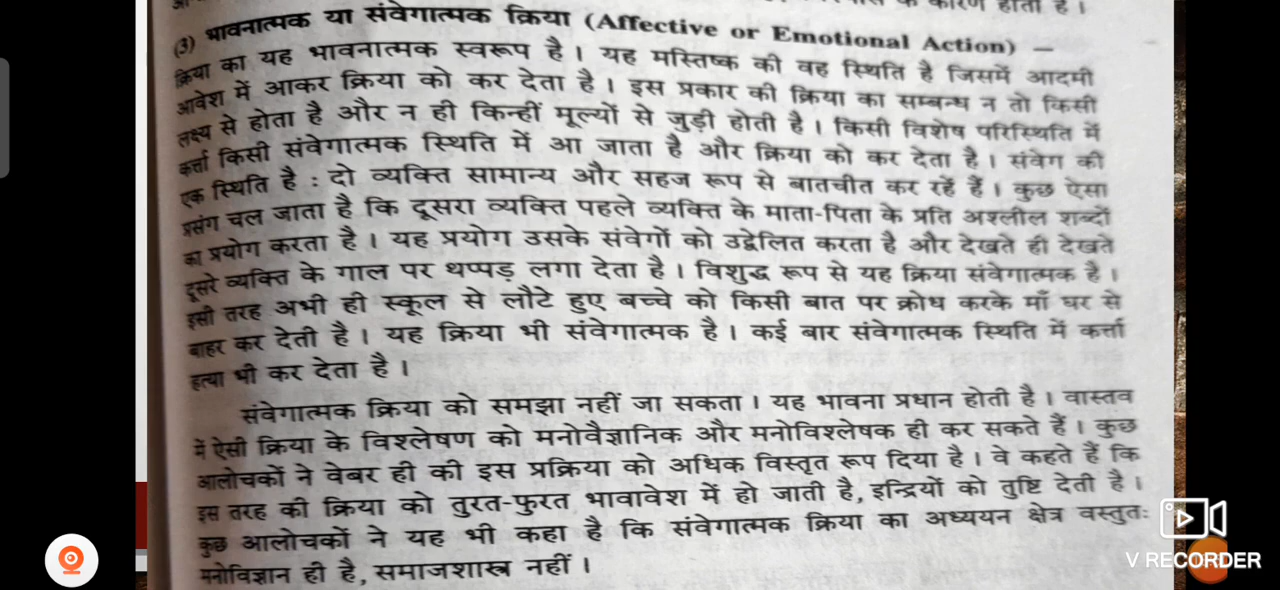 के कारण होता है।
(3) भावनात्मक या संवेगात्मक क्रिया (Affective or Emotional Action) —
क्रिया का यह भावनात्मक स्वरूप है। यह मस्तिष्क की वह स्थिति है जिसमें आदमी
आवेश में आकर क्रिया को कर देता है। इस प्रकार की क्रिया का सम्बन्ध न तो किसी
लक्ष्य से होता है और न ही किन्हीं मूल्यों से जुड़ी होती है। किसी विशेष परिस्थिति में
कर्त्ता किसी संवेगात्मक स्थिति में आ जाता है और क्रिया को कर देता है। संवेग की
एक स्थिति है : दो व्यक्ति सामान्य और सहज रूप से बातचीत कर रहें हैं। कुछ ऐसा
प्रसंग चल जाता है कि दूसरा व्यक्ति पहले व्यक्ति के माता-पिता के प्रति अश्लील शब्दों
का प्रयोग करता है। यह प्रयोग उसके संवेगों को उद्वेलित करता है और देखते ही देखते
दूसरे व्यक्ति के गाल पर थप्पड़ लगा देता है। विशुद्ध रूप से यह क्रिया संवेगात्मक है।
इसी तरह अभी ही स्कूल से लौटे हुए बच्चे को किसी बात पर क्रोध करके माँ घर से
बाहर कर देती है। यह क्रिया भी संवेगात्मक है। कई बार संवेगात्मक स्थिति में कर्त्ता
हत्या भी कर देता है।
संवेगात्मक क्रिया को समझा नहीं जा सकता। यह भावना प्रधान होती है। वास्तव
में ऐसी क्रिया के विश्लेषण को मनोवैज्ञानिक और मनोविश्लेषक ही कर सकते हैं। कुछ
आलोचकों ने वेबर ही की इस प्रक्रिया को अधिक विस्तृत रूप दिया है। वे कहते हैं कि
इस तरह की क्रिया को तुरत-फुरत भावावेश में हो जाती है, इन्द्रियों को तुष्टि देती है।
कुछ आलोचकों ने यह भी कहा है कि संवेगात्मक क्रिया का अध्ययन क्षेत्र वस्तुतः
मनोविज्ञान ही है, समाजशास्त्र नहीं।
V RECORDER